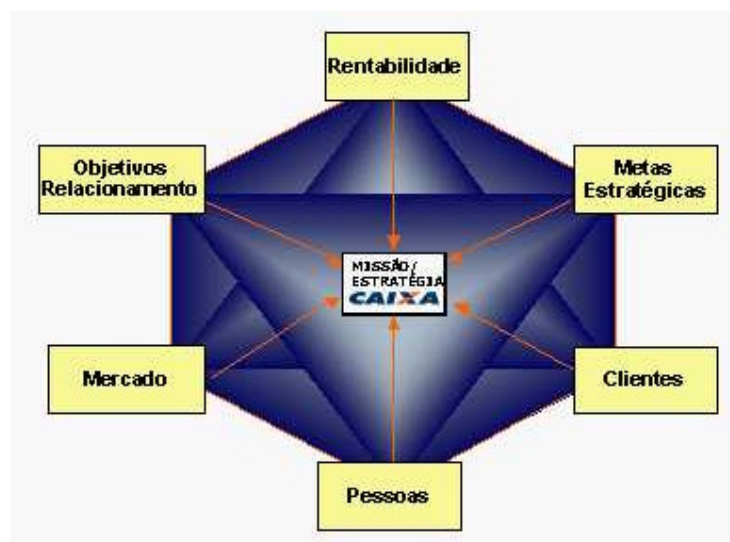 Rentabilidade
Objetivos
Relacionamento
Metas
Estratégicas
MISSÃO/
ESTRATÉGIA
CAIXA
Mercado
Clientes
Pessoas